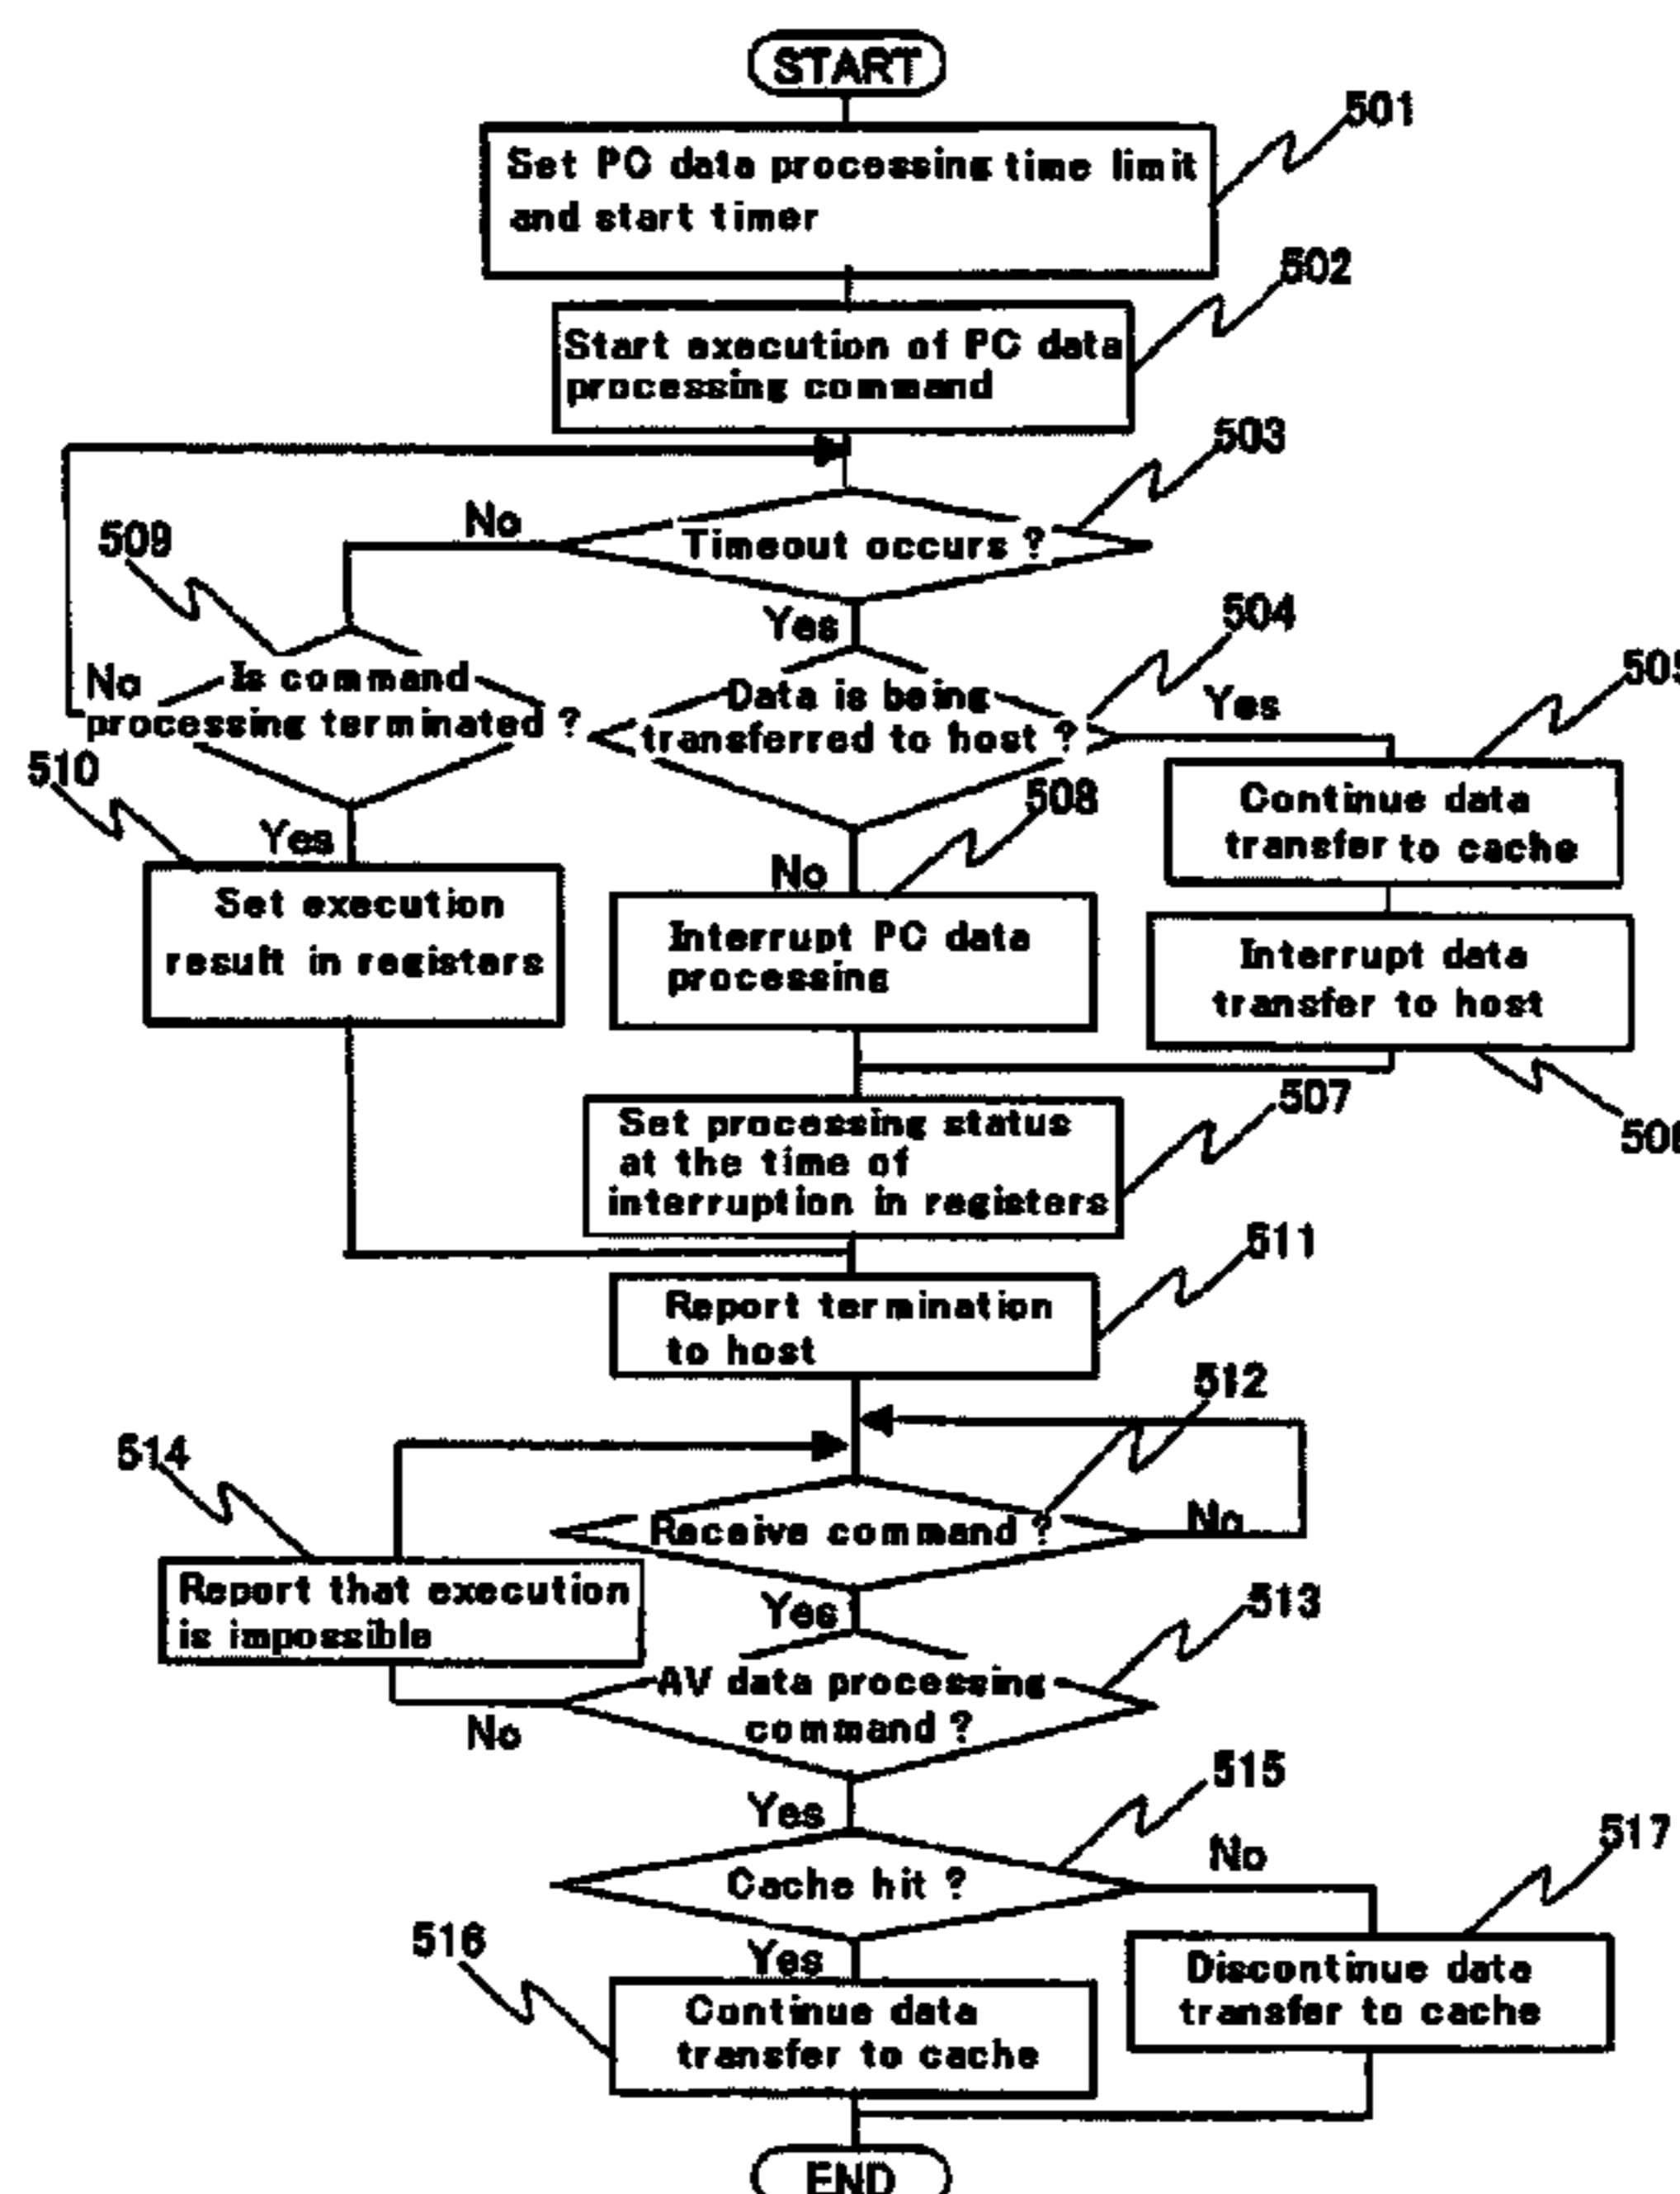 START
501
Set PC data processing time limit
and start timer
502
Start execution of PC data
processing command
503
No
Timeout occurs ?
509
Yes
504
No
Is command
processing terminated ?
Data is being
transferred to host ?
Yes
505
510
Yes
508
No
Continue data
transfer to cache
Set execution
result in registers
Interrupt PC data
processing
Interrupt data
transfer to host
507
Set processing status
at the time of
interruption in registers
511
Report termination
to host
512
514
Receive command ?
No
Report that execution
is impossible
Yes
513
AV data processing
command ?
No
515
Yes
517
No
Cache hit ?
516
Yes
Discontinue data
transfer to cache
Continue data
transfer to cache
END